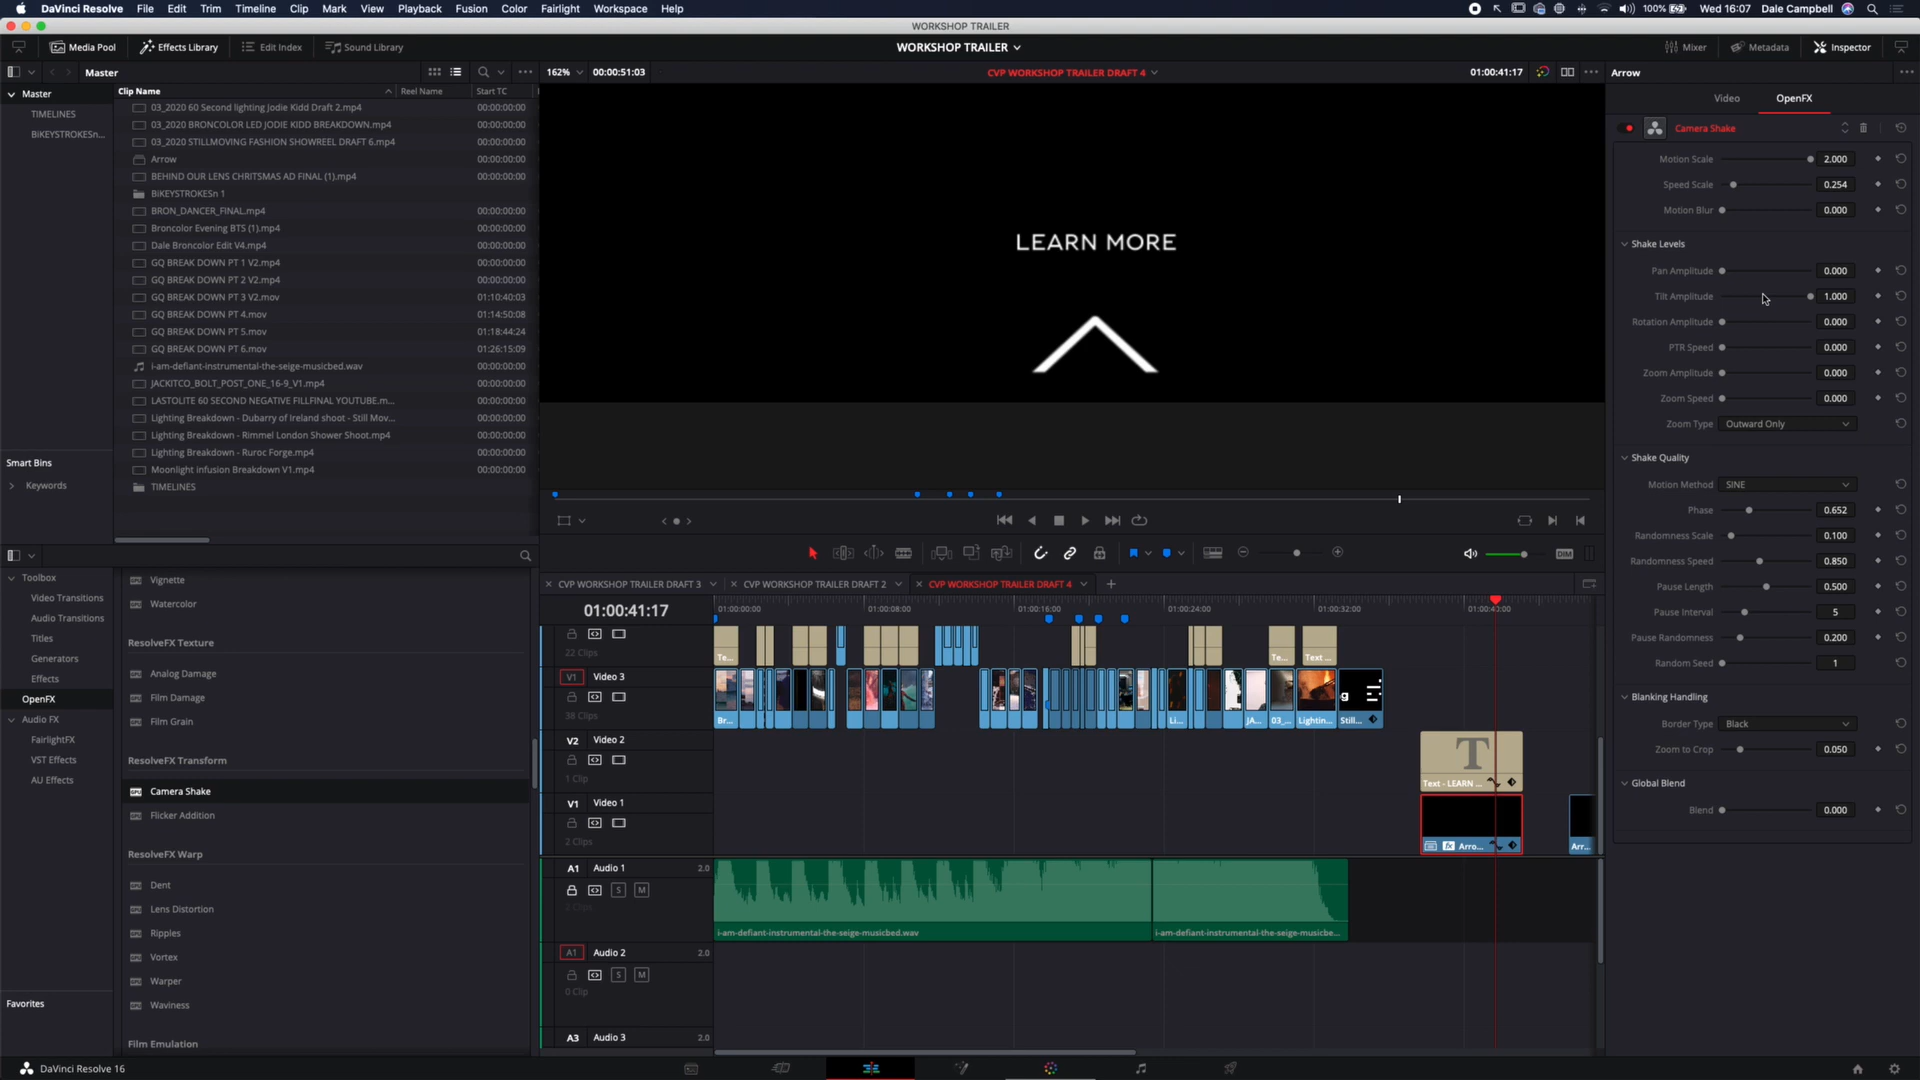 DaVinci Resolve File Edit Trim Timeline Clip Mark View Playback Fusion Color Fairlight Workspace Help
100% Wed 16:07 Dale Campbell
WORKSHOP TRAILER
Media Pool Effects Library Edit Index Sound Library
WORKSHOP TRAILER
Mixer Metadata Inspector
Master
162% 00:00:51:03
CVP WORKSHOP TRAILER DRAFT 4
01:00:41:17
Arrow
Master
TIMELINES
BiKEYSTROKESn...
Smart Bins
Keywords
Clip Name Reel Name Start TC
03_2020 60 Second lighting Jodie Kidd Draft 2.mp4 00:00:00:00
03_2020 BRONCOLOR LED JODIE KIDD BREAKDOWN.mp4 00:00:00:00
03_2020 STILLMOVING FASHION SHOWREEL DRAFT 6.mp4 00:00:00:00
Arrow 00:00:00:00
BEHIND OUR LENS CHRITSMAS AD FINAL (1).mp4 00:00:00:00
BiKEYSTROKESn 1
BRON_DANCER_FINAL.mp4 00:00:00:00
Broncolor Evening BTS (1).mp4 00:00:00:00
Dale Broncolor Edit V4.mp4 00:00:00:00
GQ BREAK DOWN PT 1 V2.mp4 00:00:00:00
GQ BREAK DOWN PT 2 V2.mp4 00:00:00:00
GQ BREAK DOWN PT 3 V2.mov 01:10:40:03
GQ BREAK DOWN PT 4.mov 01:14:50:08
GQ BREAK DOWN PT 5.mov 01:18:44:24
GQ BREAK DOWN PT 6.mov 01:26:15:09
i-am-defiant-instrumental-the-seige-musicbed.wav 00:00:00:00
JACKITCO_BOLT_POST_ONE_16-9_V1.mp4 00:00:00:00
LASTOLITE 60 SECOND NEGATIVE FILLFINAL YOUTUBE.m... 00:00:00:00
Lighting Breakdown - Dubarry of Ireland shoot - Still Mov... 00:00:00:00
Lighting Breakdown - Rimmel London Shower Shoot.mp4 00:00:00:00
Lighting Breakdown - Ruroc Forge.mp4 00:00:00:00
Moonlight infusion Breakdown V1.mp4 00:00:00:00
TIMELINES
LEARN MORE
Video OpenFX
Camera Shake
Motion Scale 2.000
Speed Scale 0.254
Motion Blur 0.000
Shake Levels
Pan Amplitude 0.000
Tilt Amplitude 1.000
Rotation Amplitude 0.000
PTR Speed 0.000
Zoom Amplitude 0.000
Zoom Speed 0.000
Zoom Type Outward Only
Shake Quality
Motion Method SINE
Phase 0.652
Randomness Scale 0.100
Randomness Speed 0.850
Pause Length 0.500
Pause Interval 5
Pause Randomness 0.200
Random Seed 1
Blanking Handling
Border Type Black
Zoom to Crop 0.050
Global Blend
Blend 0.000
Toolbox
Video Transitions
Audio Transitions
Titles
Generators
Effects
OpenFX
Audio FX
FairlightFX
VST Effects
AU Effects
Favorites
Vignette
Watercolor
ResolveFX Texture
Analog Damage
Film Damage
Film Grain
ResolveFX Transform
Camera Shake
Flicker Addition
ResolveFX Warp
Dent
Lens Distortion
Ripples
Vortex
Warper
Waviness
Film Emulation
DIM
CVP WORKSHOP TRAILER DRAFT 3 CVP WORKSHOP TRAILER DRAFT 2 CVP WORKSHOP TRAILER DRAFT 4
01:00:41:17
01:00:00:00 01:00:08:00 01:00:16:00 01:00:24:00 01:00:32:00 01:00:40:00
22 Clips
Te... Te... Text ...
V1 Video 3
38 Clips
Br... Li... JA... 03_... Lightin... Still...
V2 Video 2
1 Clip
T
Text - LEARN ...
V1 Video 1
2 Clips
fx Arro... Arr...
A1 Audio 1 2.0
S M
2 Clips
i-am-defiant-instrumental-the-seige-musicbed.wav i-am-defiant-instrumental-the-seige-musicbe...
A1 Audio 2 2.0
S M
0 Clip
A3 Audio 3 2.0
DaVinci Resolve 16